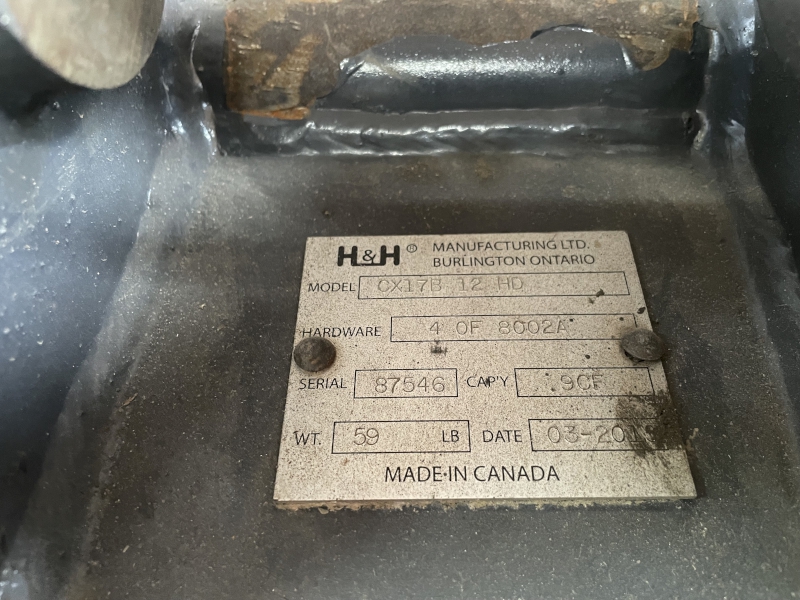 H&H® MANUFACTURING LTD.
BURLINGTON ONTARIO
MODEL CX17B 12 HD
HARDWARE 4 OF 8002A
SERIAL 87546 CAP'Y .9CF
WT. 59 LB DATE
MADE·IN CANADA